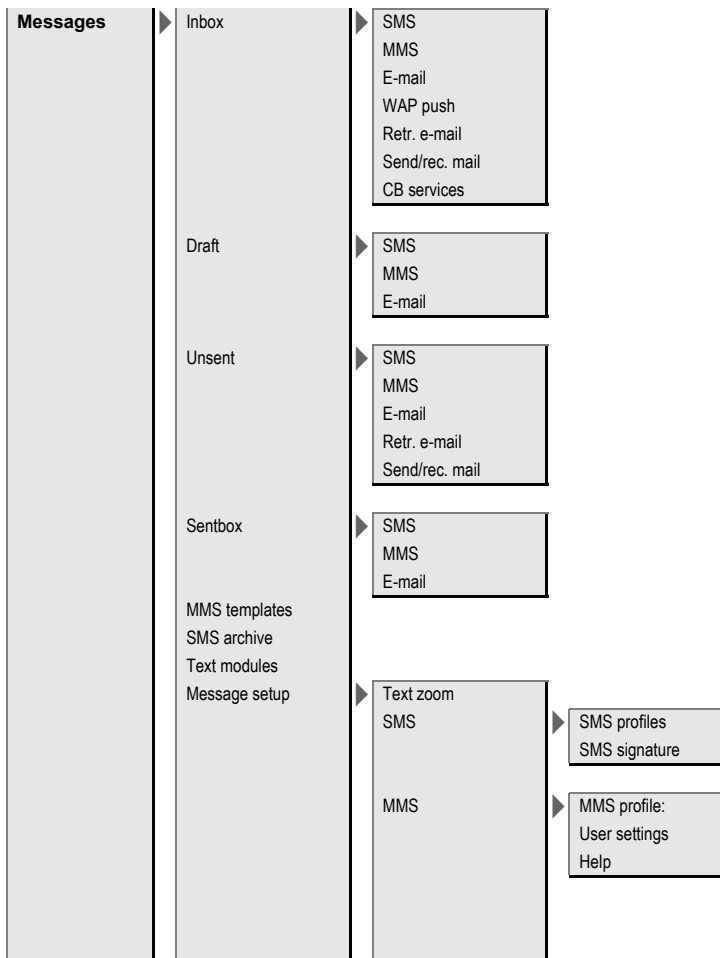 Messages
Inbox
SMS
MMS
E-mail
WAP push
Retr. e-mail
Send/rec. mail
CB services
Draft
SMS
MMS
E-mail
Unsent
SMS
MMS
E-mail
Retr. e-mail
Send/rec. mail
Sentbox
SMS
MMS
E-mail
MMS templates
SMS archive
Text modules
Message setup
Text zoom
SMS
SMS profiles
SMS signature
MMS
MMS profile:
User settings
Help